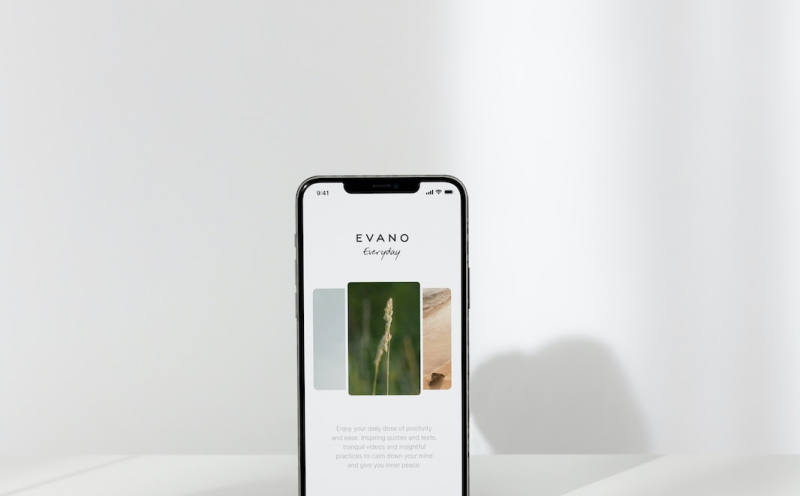 9:41
EVANO
Everyday
Enjoy your daily dose of positivity
and ease. Inspiring quotes and texts,
tranquil videos and insightful
practices to calm down your mind
and give you inner peace.